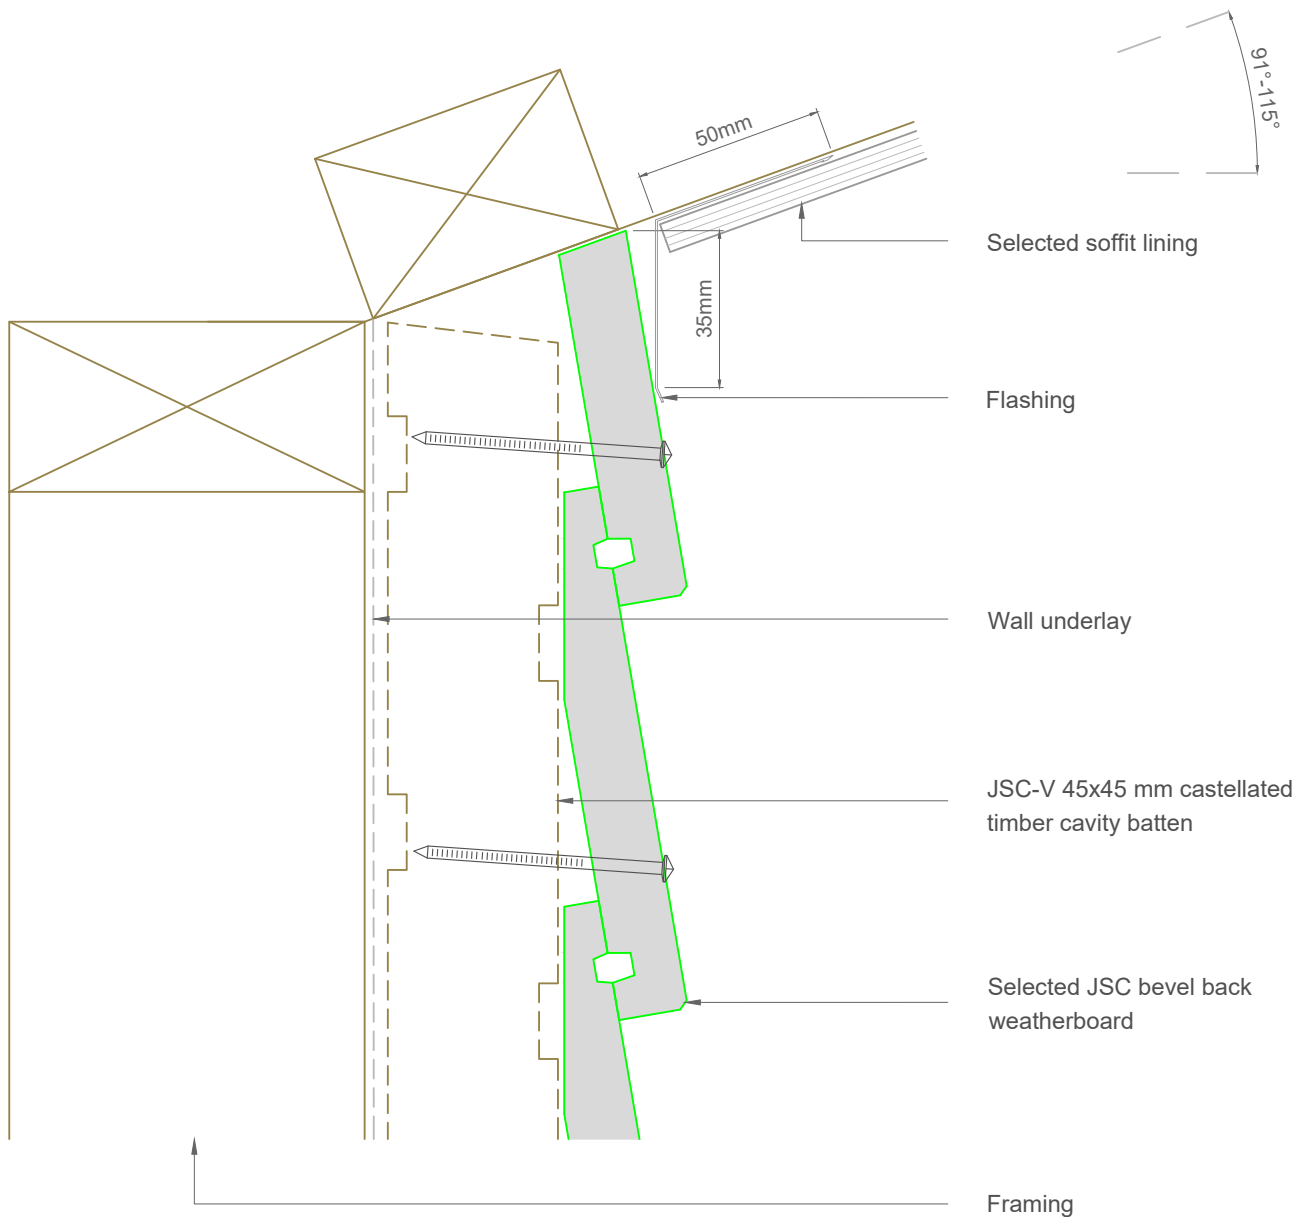 91°-115°
50mm
Selected soffit lining
35mm
Flashing
Wall underlay
JSC-V 45x45 mm castellated
timber cavity batten
Selected JSC bevel back
weatherboard
Framing